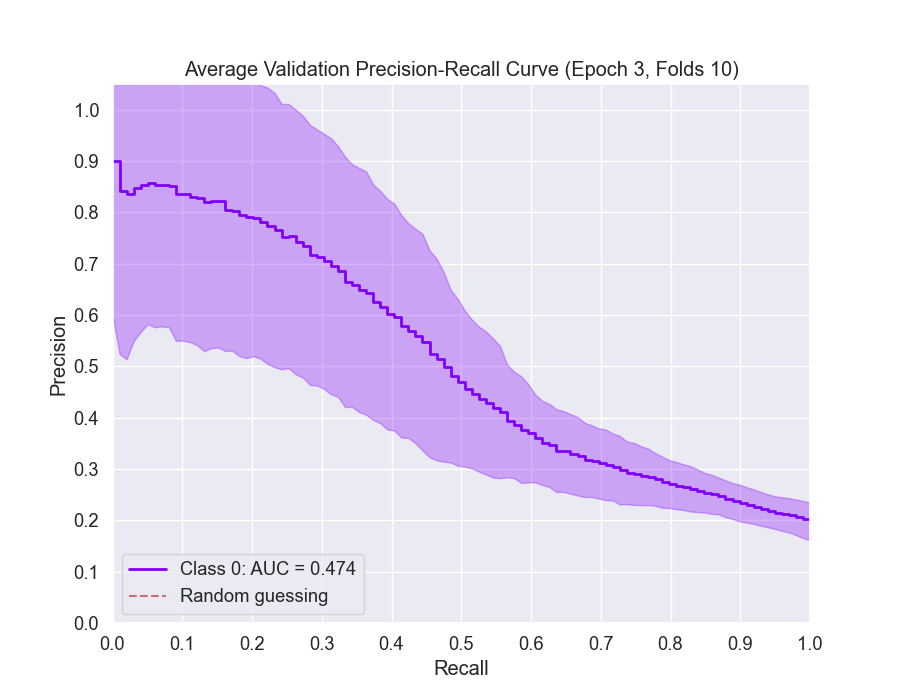 Average Validation Precision-Recall Curve (Epoch 3, Folds 10)
Precision
1.0
0.9
0.8
0.7
0.6
0.5
0.4
0.3
0.2
0.1
0.0
Class 0: AUC = 0.474
Random guessing
0.0 0.1 0.2 0.3 0.4 0.5 0.6 0.7 0.8 0.9 1.0
Recall